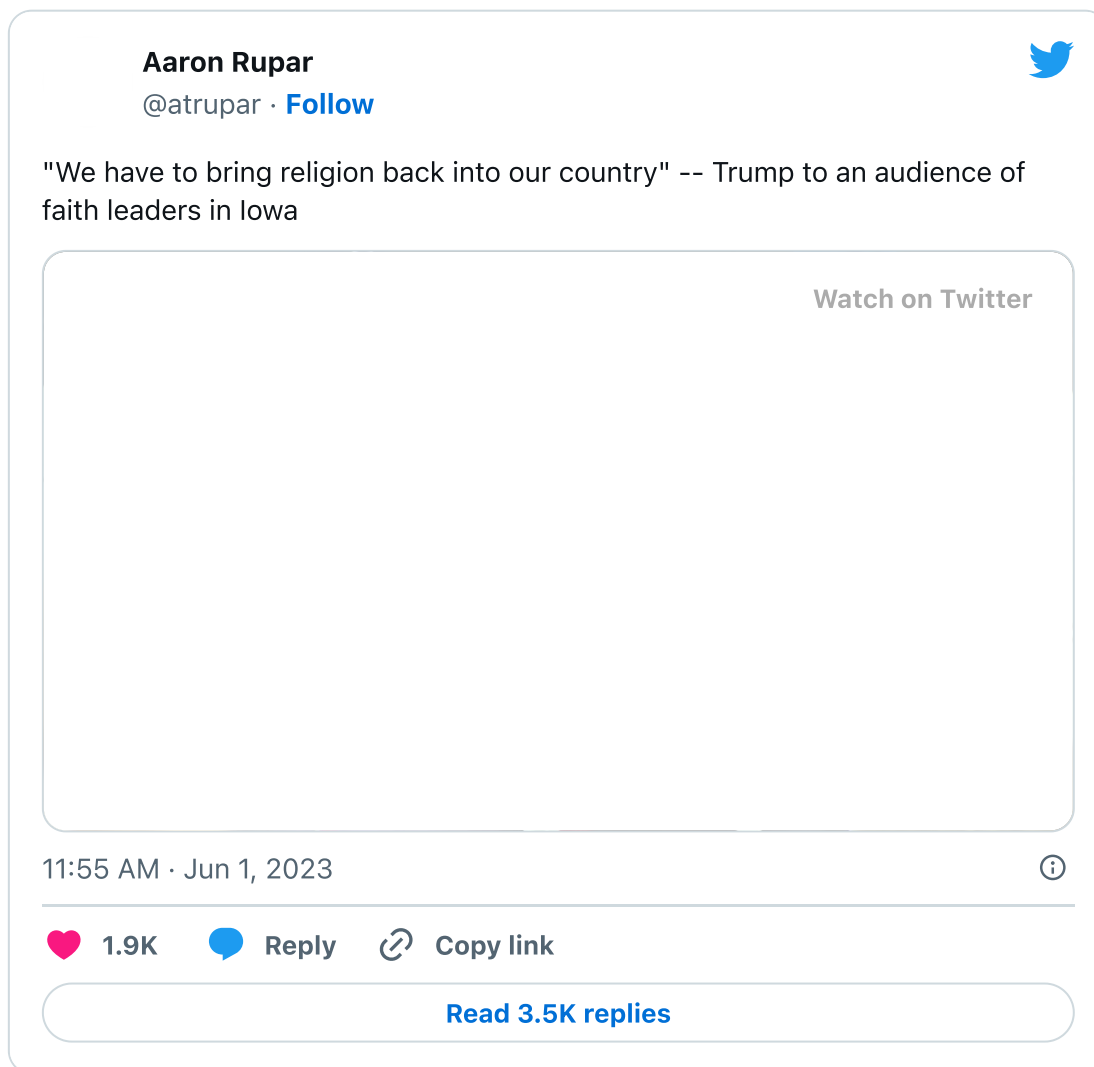 Aaron Rupar
@atrupar · Follow
"We have to bring religion back into our country" -- Trump to an audience of
faith leaders in Iowa
Watch on Twitter
11:55 AM · Jun 1, 2023
1.9K Reply Copy link
Read 3.5K replies